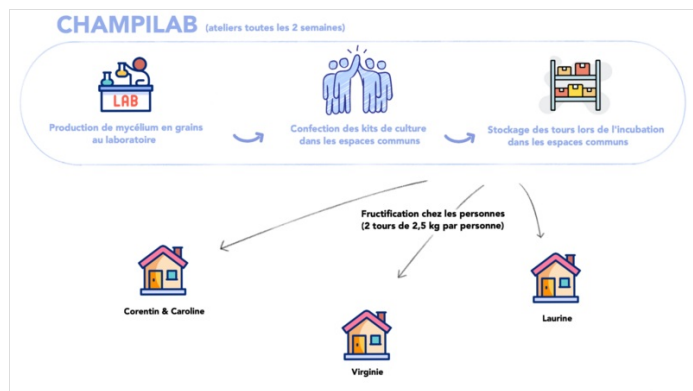 CHAMPILAB (ateliers toutes les 2 semaines)
LAB
Production de mycélium en grains
au laboratoire
Confection des kits de culture
dans les espaces communs
Stockage des tours lors de l'incubation
dans les espaces communs
Fructification chez les personnes
(2 tours de 2,5 kg par personne)
Corentin & Caroline
Virginie
Laurine